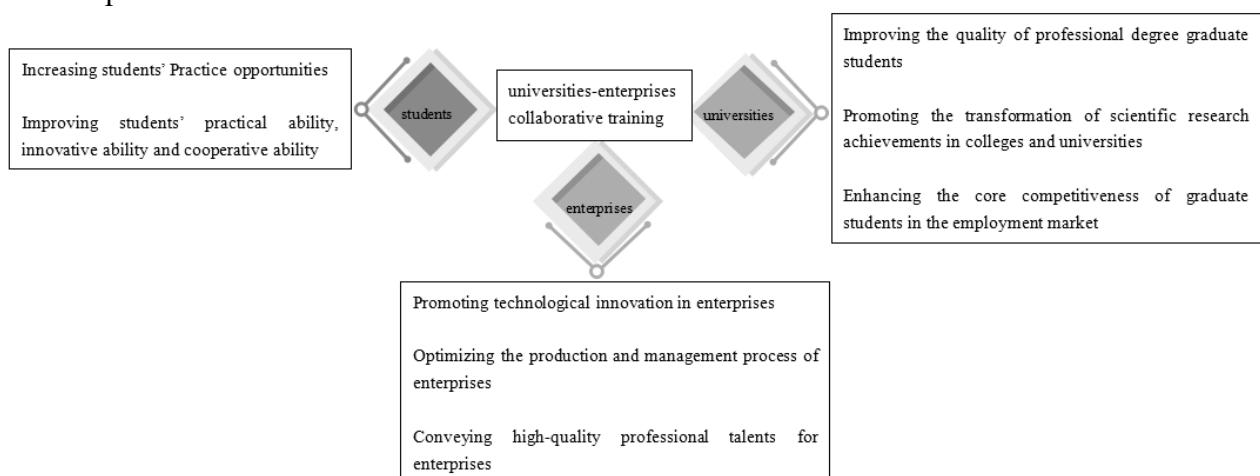 Increasing students' Practice opportunities
Improving students' practical ability,
innovative ability and cooperative ability
students
universities-enterprises
collaborative training
universities
Improving the quality of professional degree graduate
students
Promoting the transformation of scientific research
achievements in colleges and universities
Enhancing the core competitiveness of graduate
students in the employment market
enterprises
Promoting technological innovation in enterprises
Optimizing the production and management process of
enterprises
Conveying high-quality professional talents for
enterprises